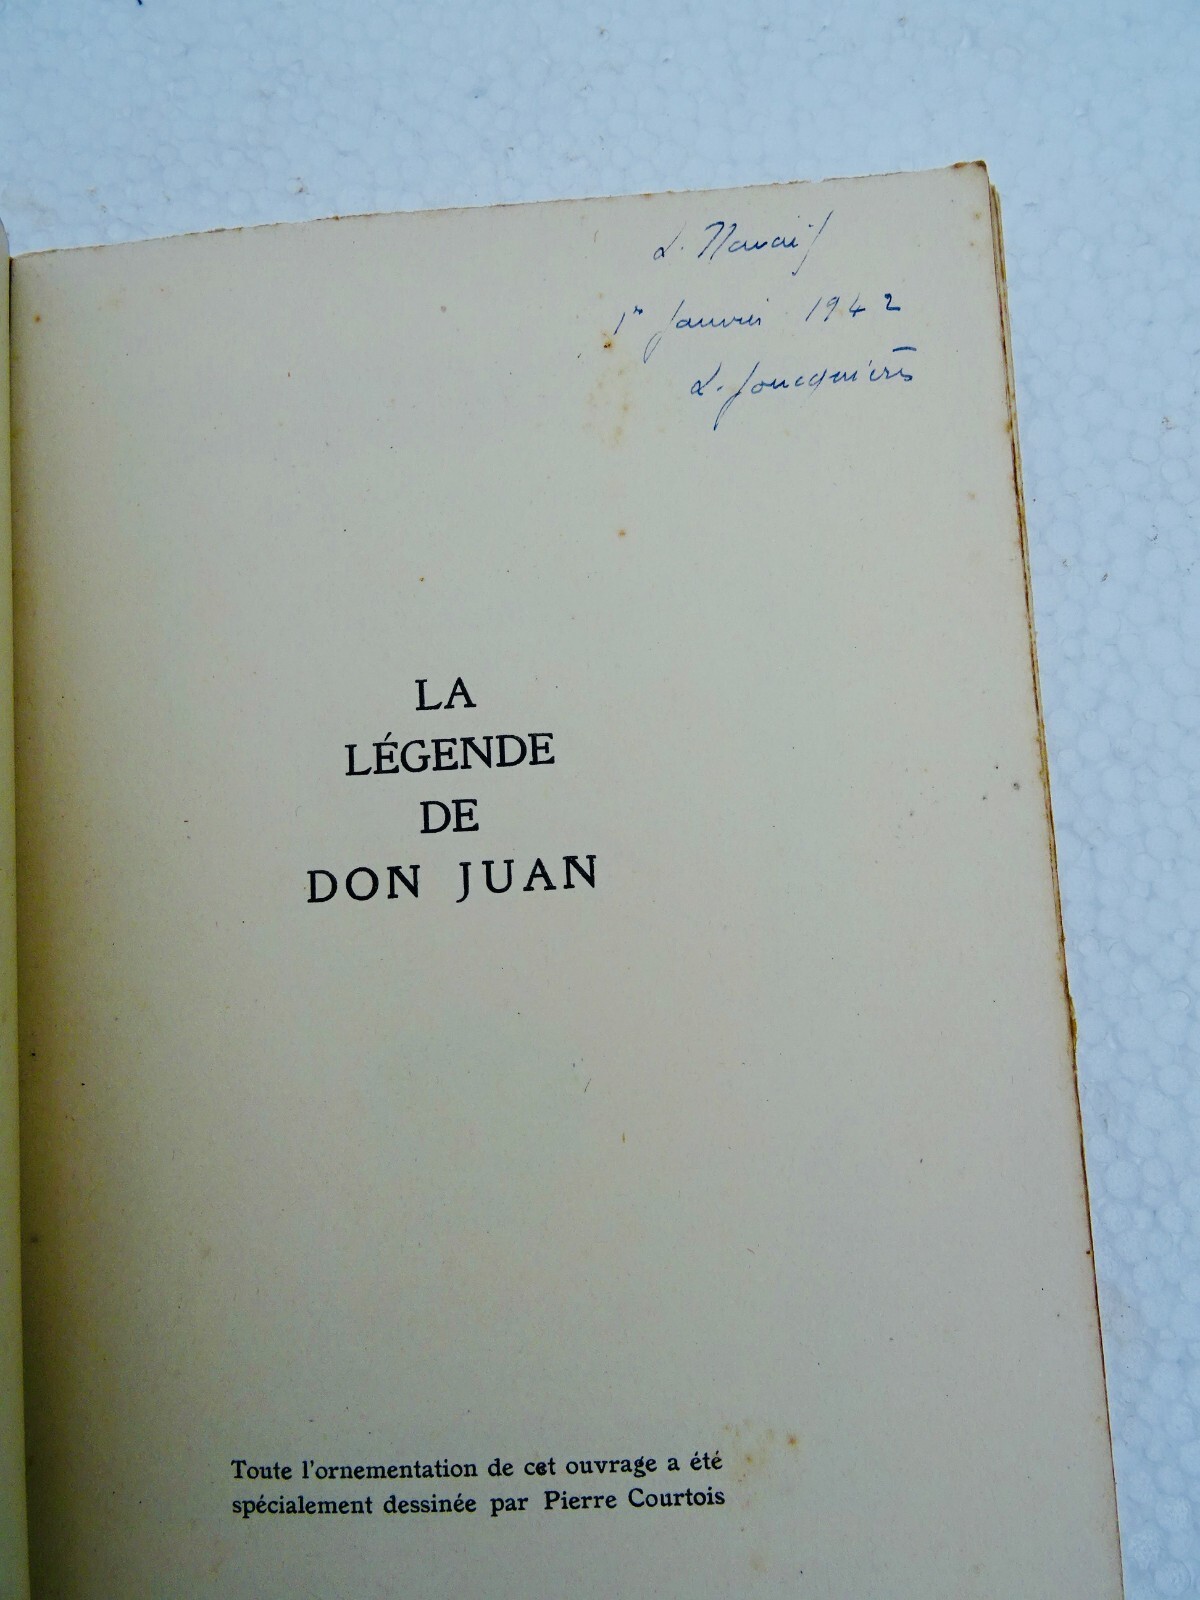 L.
1er Janvier 1942
L.
LA
LÉGENDE
DE
DON JUAN
Toute l'ornementation de cet ouvrage a été
spécialement dessinée par Pierre Courtois